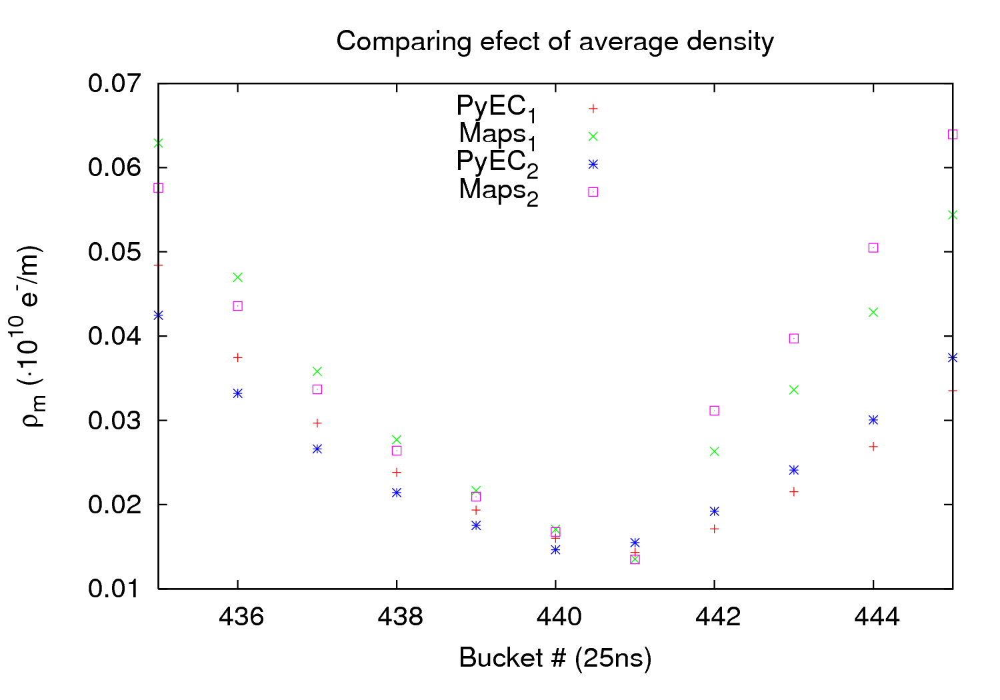 Comparing efect of average density
0.07
0.06
0.05
0.04
0.03
0.02
0.01
ρm (·10^10 e^-/m)
PyEC1
Maps1
PyEC2
Maps2
436 438 440 442 444
Bucket # (25ns)